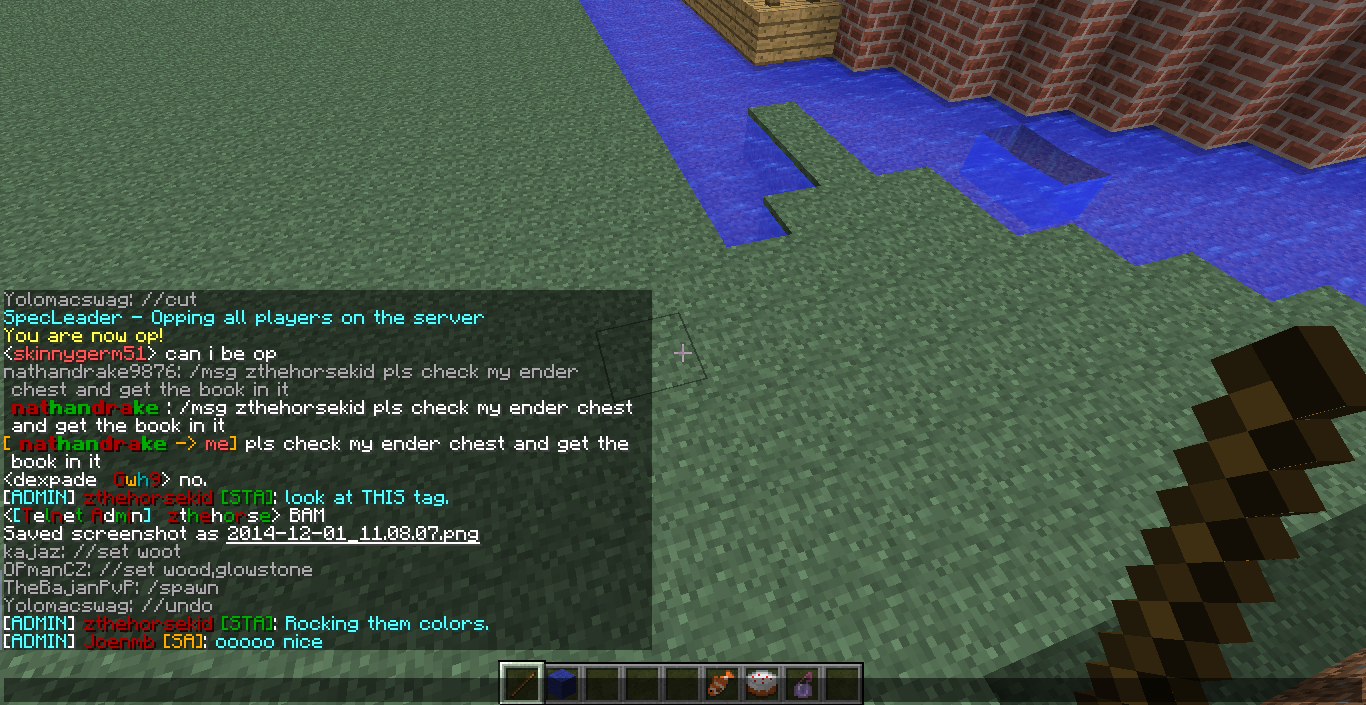 Yolomacswag: //cut
SpecLeader - Opping all players on the server
You are now op!
<skinnygerm51> can i be op
nathandrake9876: /msg zthehorsekid pls check my ender
chest and get the book in it
nathandrake : /msg zthehorsekid pls check my ender chest
and get the book in it
[ nathandrake -> me] pls check my ender chest and get the
book in it
<dexpade Gwh9> no.
[ADMIN] zthehorsekid [STA]: look at THIS tag.
<[Telnet Admin] zthehorse> BAM
Saved screenshot as 2014-12-01_11.08.07.png
kajaz: //set woot
OPmanCZ: //set wood,glowstone
TheBajanPvP: /spawn
Yolomacswag: //undo
[ADMIN] zthehorsekid [STA]: Rocking them colors.
[ADMIN] Joenmb [SA]: ooooo nice